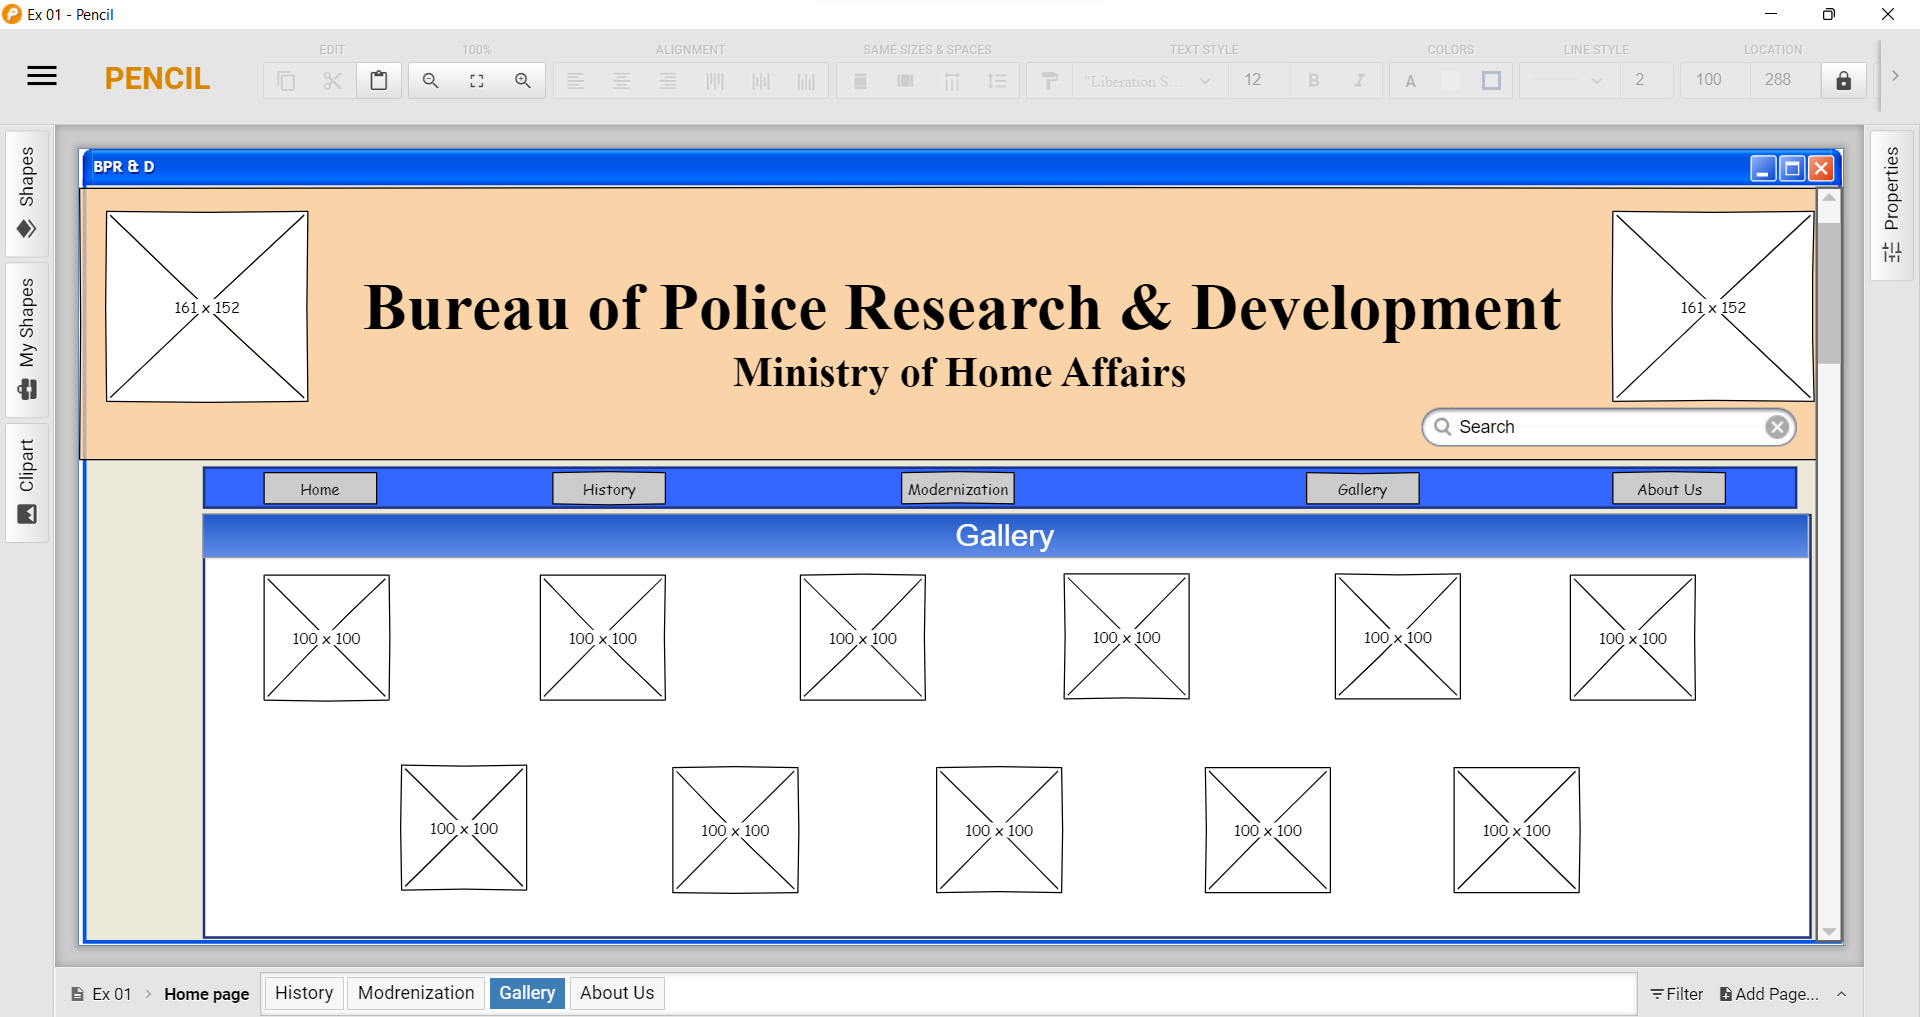 Ex 01 - Pencil
EDIT 100% ALIGNMENT SAME SIZES & SPACES TEXT STYLE COLORS LINE STYLE LOCATION
PENCIL "Liberation S... 12 B I A 2 100 288
Shapes
My Shapes
Clipart
Properties
BPR & D
161 x 152
Bureau of Police Research & Development
161 x 152
Ministry of Home Affairs
Search
Home History Modernization Gallery About Us
Gallery
100 x 100 100 x 100 100 x 100 100 x 100 100 x 100 100 x 100
100 x 100 100 x 100 100 x 100 100 x 100 100 x 100
Ex 01 > Home page History Modrenization Gallery About Us Filter Add Page...